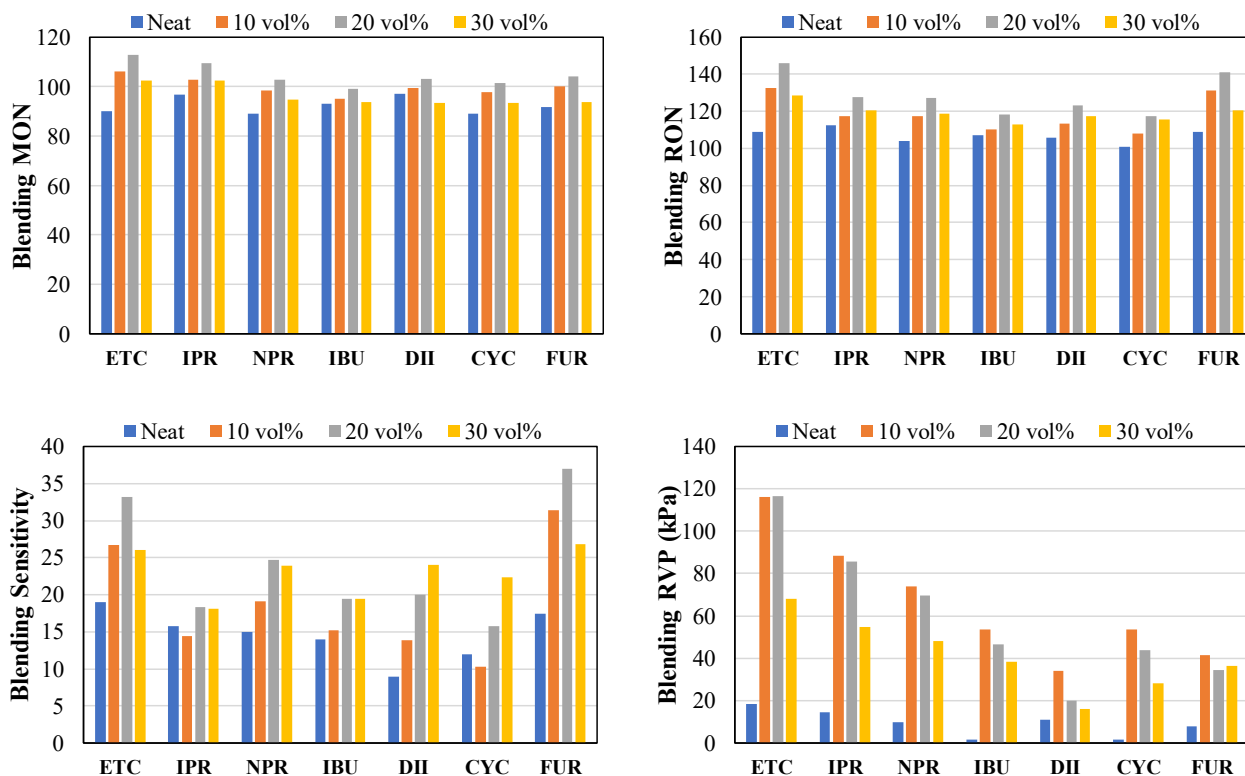 Neat 10 vol% 20 vol% 30 vol%
Blending MON
120
100
80
60
40
20
0
ETC IPR NPR IBU DII CYC FUR
Neat 10 vol% 20 vol% 30 vol%
Blending RON
160
140
120
100
80
60
40
20
0
ETC IPR NPR IBU DII CYC FUR
Neat 10 vol% 20 vol% 30 vol%
Blending Sensitivity
40
35
30
25
20
15
10
5
0
ETC IPR NPR IBU DII CYC FUR
Neat 10 vol% 20 vol% 30 vol%
Blending RVP (kPa)
140
120
100
80
60
40
20
0
ETC IPR NPR IBU DII CYC FUR